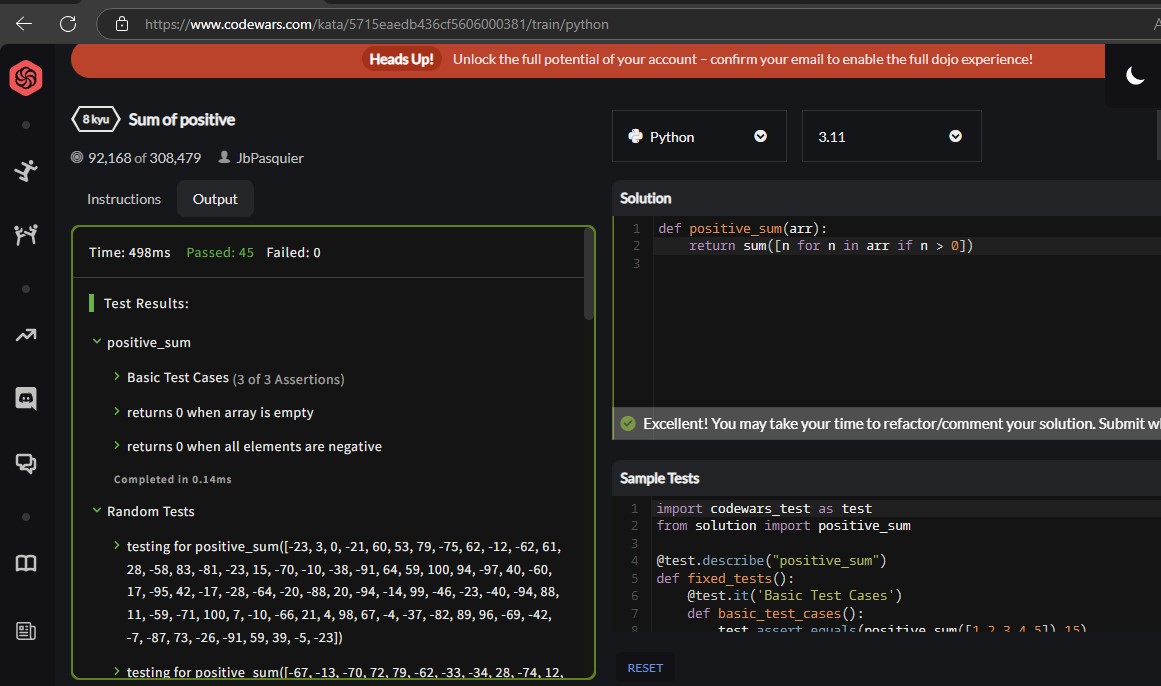 https://www.codewars.com/kata/5715eaedb436cf5606000381/train/python
Heads Up! Unlock the full potential of your account – confirm your email to enable the full dojo experience!
8 kyu Sum of positive
92,168 of 308,479 JbPasquier
Instructions Output
Time: 498ms Passed: 45 Failed: 0
Test Results:
positive_sum
Basic Test Cases (3 of 3 Assertions)
returns 0 when array is empty
returns 0 when all elements are negative
Completed in 0.14ms
Random Tests
testing for positive_sum([-23, 3, 0, -21, 60, 53, 79, -75, 62, -12, -62, 61,
28, -58, 83, -81, -23, 15, -70, -10, -38, -91, 64, 59, 100, 94, -97, 40, -60,
17, -95, 42, -17, -28, -64, -20, -88, 20, -94, -14, 99, -46, -23, -40, -94, 88,
11, -59, -71, 100, 7, -10, -66, 21, 4, 98, 67, -4, -37, -82, 89, 96, -69, -42,
-7, -87, 73, -26, -91, 59, 39, -5, -23])
testing for positive_sum([-67, -13, -70, 72, 79, -62, -33, -34, 28, -74, 12,
Python 3.11
Solution
1 def positive_sum(arr):
2     return sum([n for n in arr if n > 0])
3
Excellent! You may take your time to refactor/comment your solution. Submit
Sample Tests
1 import codewars_test as test
2 from solution import positive_sum
3
4 @test.describe("positive_sum")
5 def fixed_tests():
6     @test.it('Basic Test Cases')
7     def basic_test_cases():
8         test.assert_equals(positive_sum([1,2,3,4,5]),15)
RESET